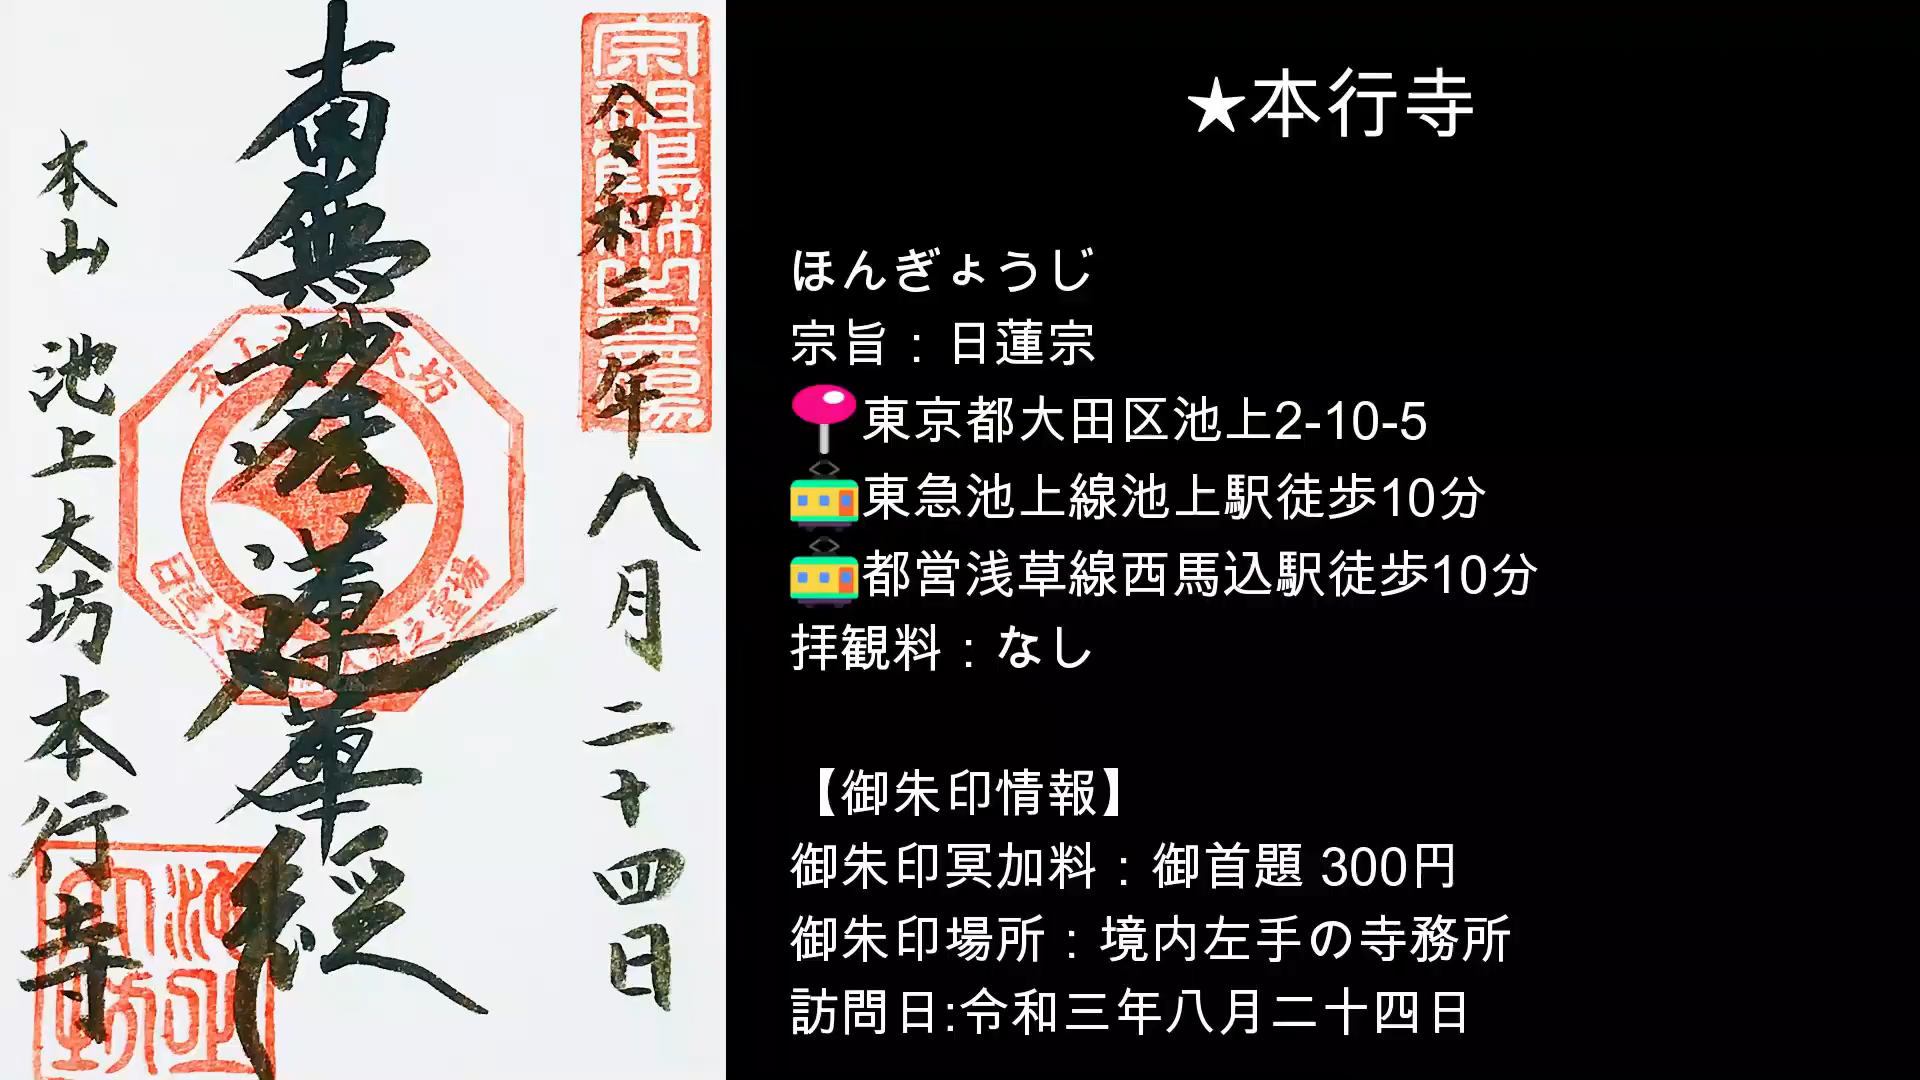 ★本行寺
ほんぎょうじ
宗旨：日蓮宗
東京都大田区池上2-10-5
東急池上線池上駅徒歩10分
都営浅草線西馬込駅徒歩10分
拝観料：なし
【御朱印情報】
御朱印冥加料：御首題 300円
御朱印場所：境内左手の寺務所
訪問日:令和三年八月二十四日
令和三年八月二十四日
南無妙法蓮華経
本山 池上大坊本行寺